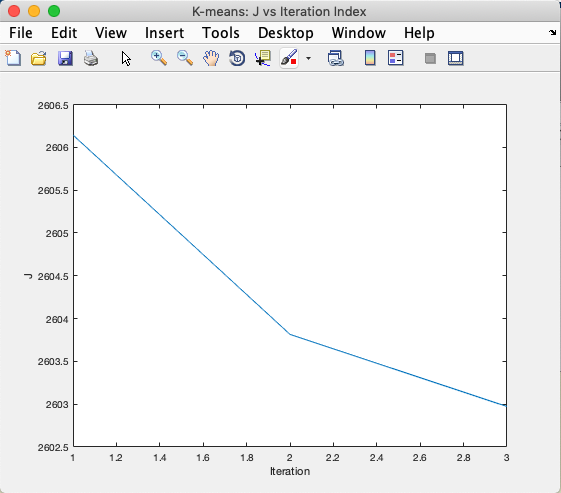 K-means: J vs Iteration Index
File Edit View Insert Tools Desktop Window Help
2606.5
2606
2605.5
2605
2604.5
2604
2603.5
2603
2602.5
J
1 1.2 1.4 1.6 1.8 2 2.2 2.4 2.6 2.8 3
Iteration